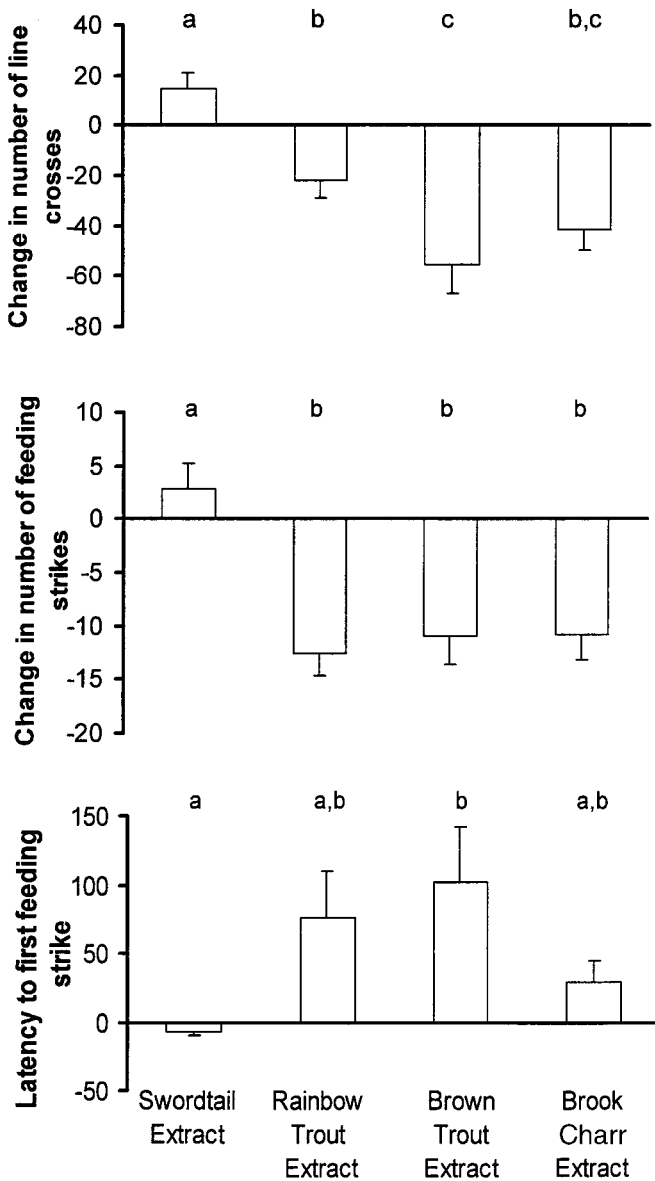 Change in number of line
crosses
40
20
0
-20
-40
-60
-80
a b c b,c
Change in number of feeding
strikes
10
5
0
-5
-10
-15
-20
a b b b
Latency to first feeding
strike
150
100
50
0
-50
a a,b b a,b
Swordtail Rainbow Brown Brook
Extract Trout Trout Charr
Extract Extract Extract